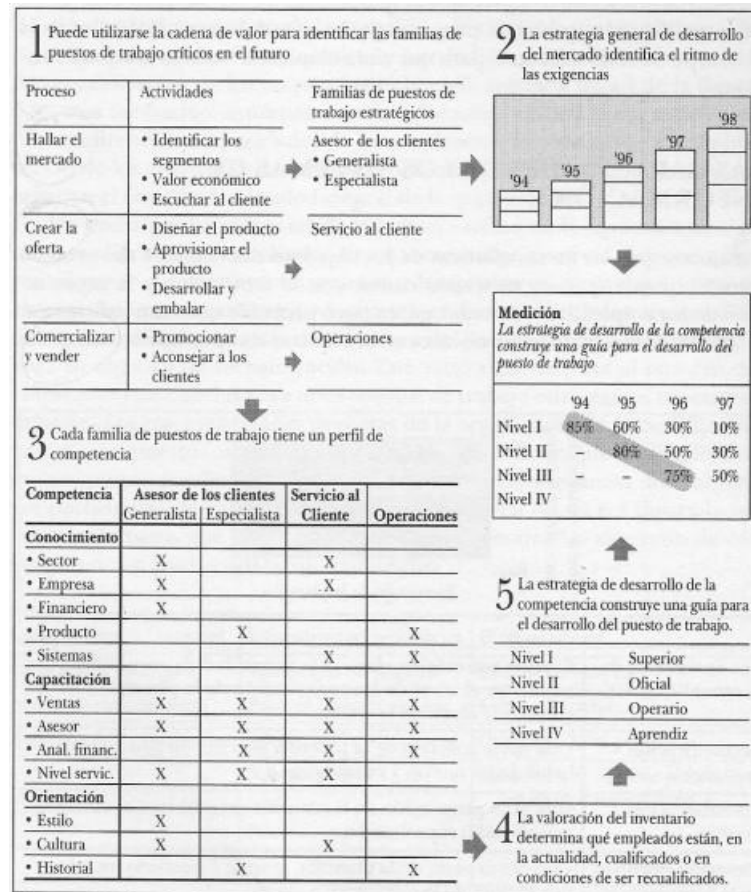 1 Puede utilizarse la cadena de valor para identificar las familias de
puestos de trabajo críticos en el futuro
Proceso Actividades Familias de puestos de
trabajo estratégicos
Hallar el • Identificar los Asesor de los clientes
mercado segmentos • Generalista
• Valor económico • Especialista
• Escuchar al cliente
Crear la • Diseñar el producto Servicio al cliente
oferta • Aprovisionar el
producto
• Desarrollar y
embalar
Comercializar • Promocionar Operaciones
y vender • Aconsejar a los
clientes
2 La estrategia general de desarrollo
del mercado identifica el ritmo de
las exigencias
'94 '95 '96 '97 '98
Medición
La estrategia de desarrollo de la competencia
construye una guía para el desarrollo del
puesto de trabajo
'94 '95 '96 '97
Nivel I 85% 60% 30% 10%
Nivel II 80% 50% 30%
Nivel III – 75% 50%
Nivel IV
3 Cada familia de puestos de trabajo tiene un perfil de
competencia
Competencia Asesor de los clientes Servicio al
Generalista Especialista Cliente Operaciones
Conocimiento
• Sector X X
• Empresa X X
• Financiero X
• Producto X X
• Sistemas X X
Capacitación
• Ventas X X X X
• Asesor X X X X
• Anal. financ. X X X
• Nivel servic. X X X
Orientación
• Estilo X
• Cultura X X
• Historial X X
5 La estrategia de desarrollo de la
competencia construye una guía para
el desarrollo del puesto de trabajo.
Nivel I Superior
Nivel II Oficial
Nivel III Operario
Nivel IV Aprendiz
4 La valoración del inventario
determina qué empleados están, en
la actualidad, cualificados o en
condiciones de ser recualificados.